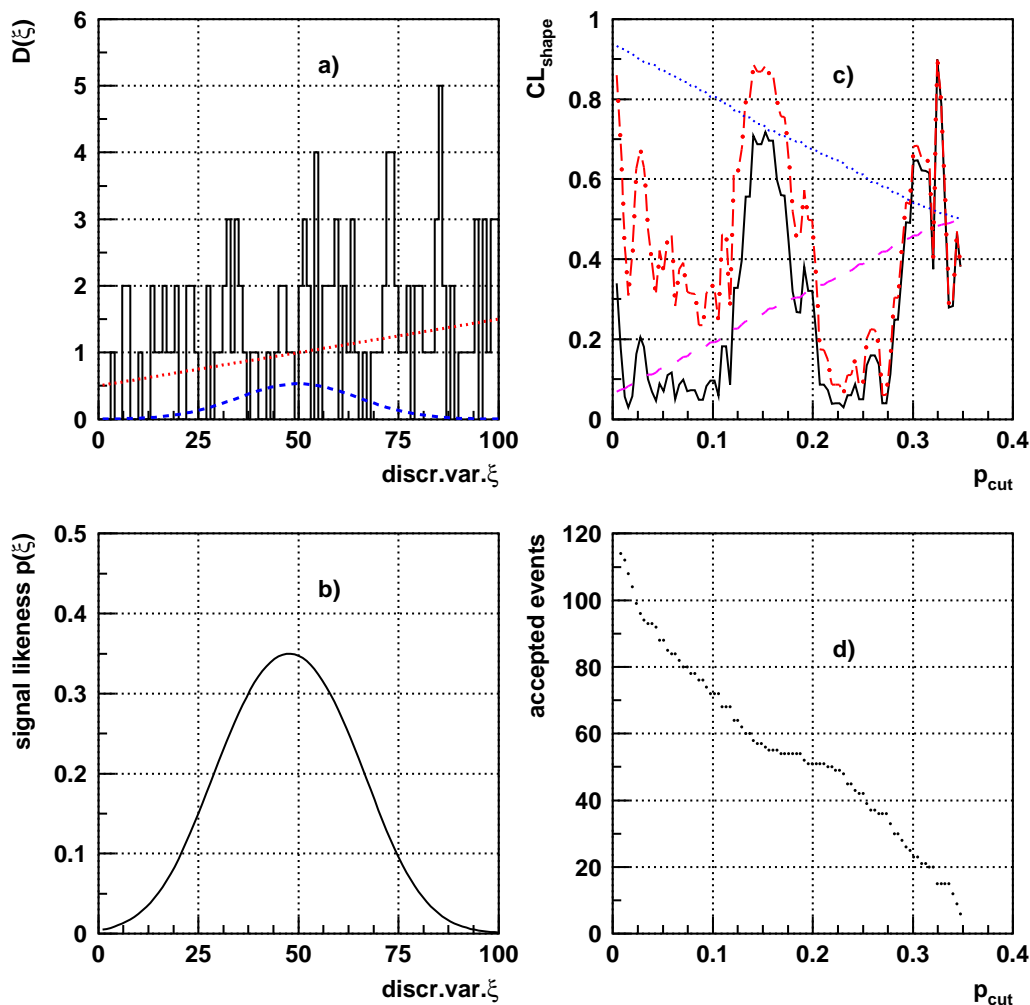 D(ξ)
6
5
4
3
2
1
0
a)
0 25 50 75 100
discr.var.ξ
CL_shape
1
0.8
0.6
0.4
0.2
0
c)
0 0.1 0.2 0.3 0.4
p_cut
signal likeness p(ξ)
0.5
0.4
0.3
0.2
0.1
0
b)
0 25 50 75 100
discr.var.ξ
accepted events
120
100
80
60
40
20
0
d)
0 0.1 0.2 0.3 0.4
p_cut